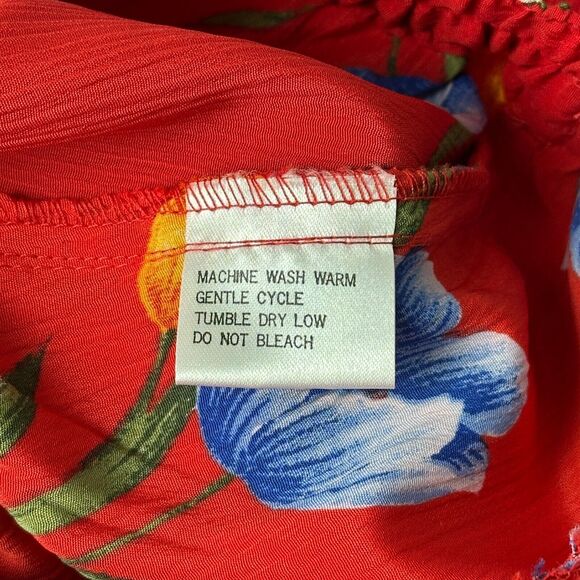 MACHINE WASH WARM
GENTLE CYCLE
TUMBLE DRY LOW
DO NOT BLEACH